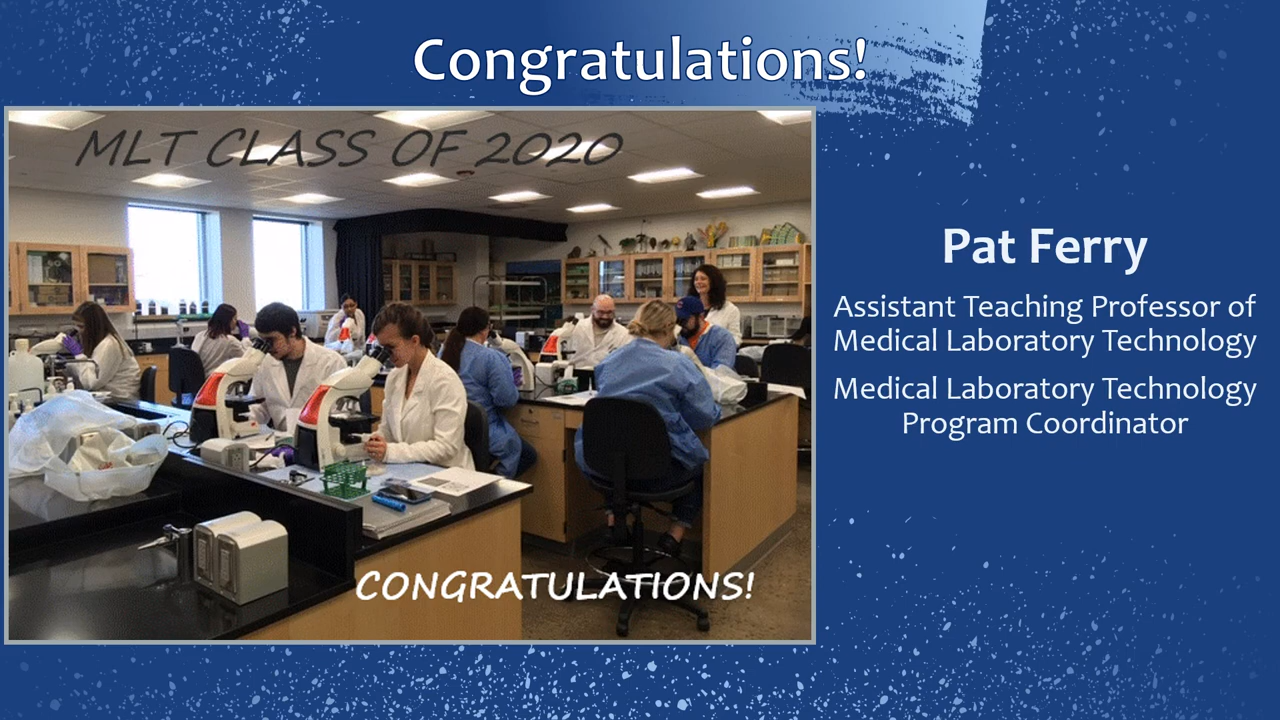 Congratulations!
MLT CLASS OF 2020
CONGRATULATIONS!
Pat Ferry
Assistant Teaching Professor of
Medical Laboratory Technology
Medical Laboratory Technology
Program Coordinator